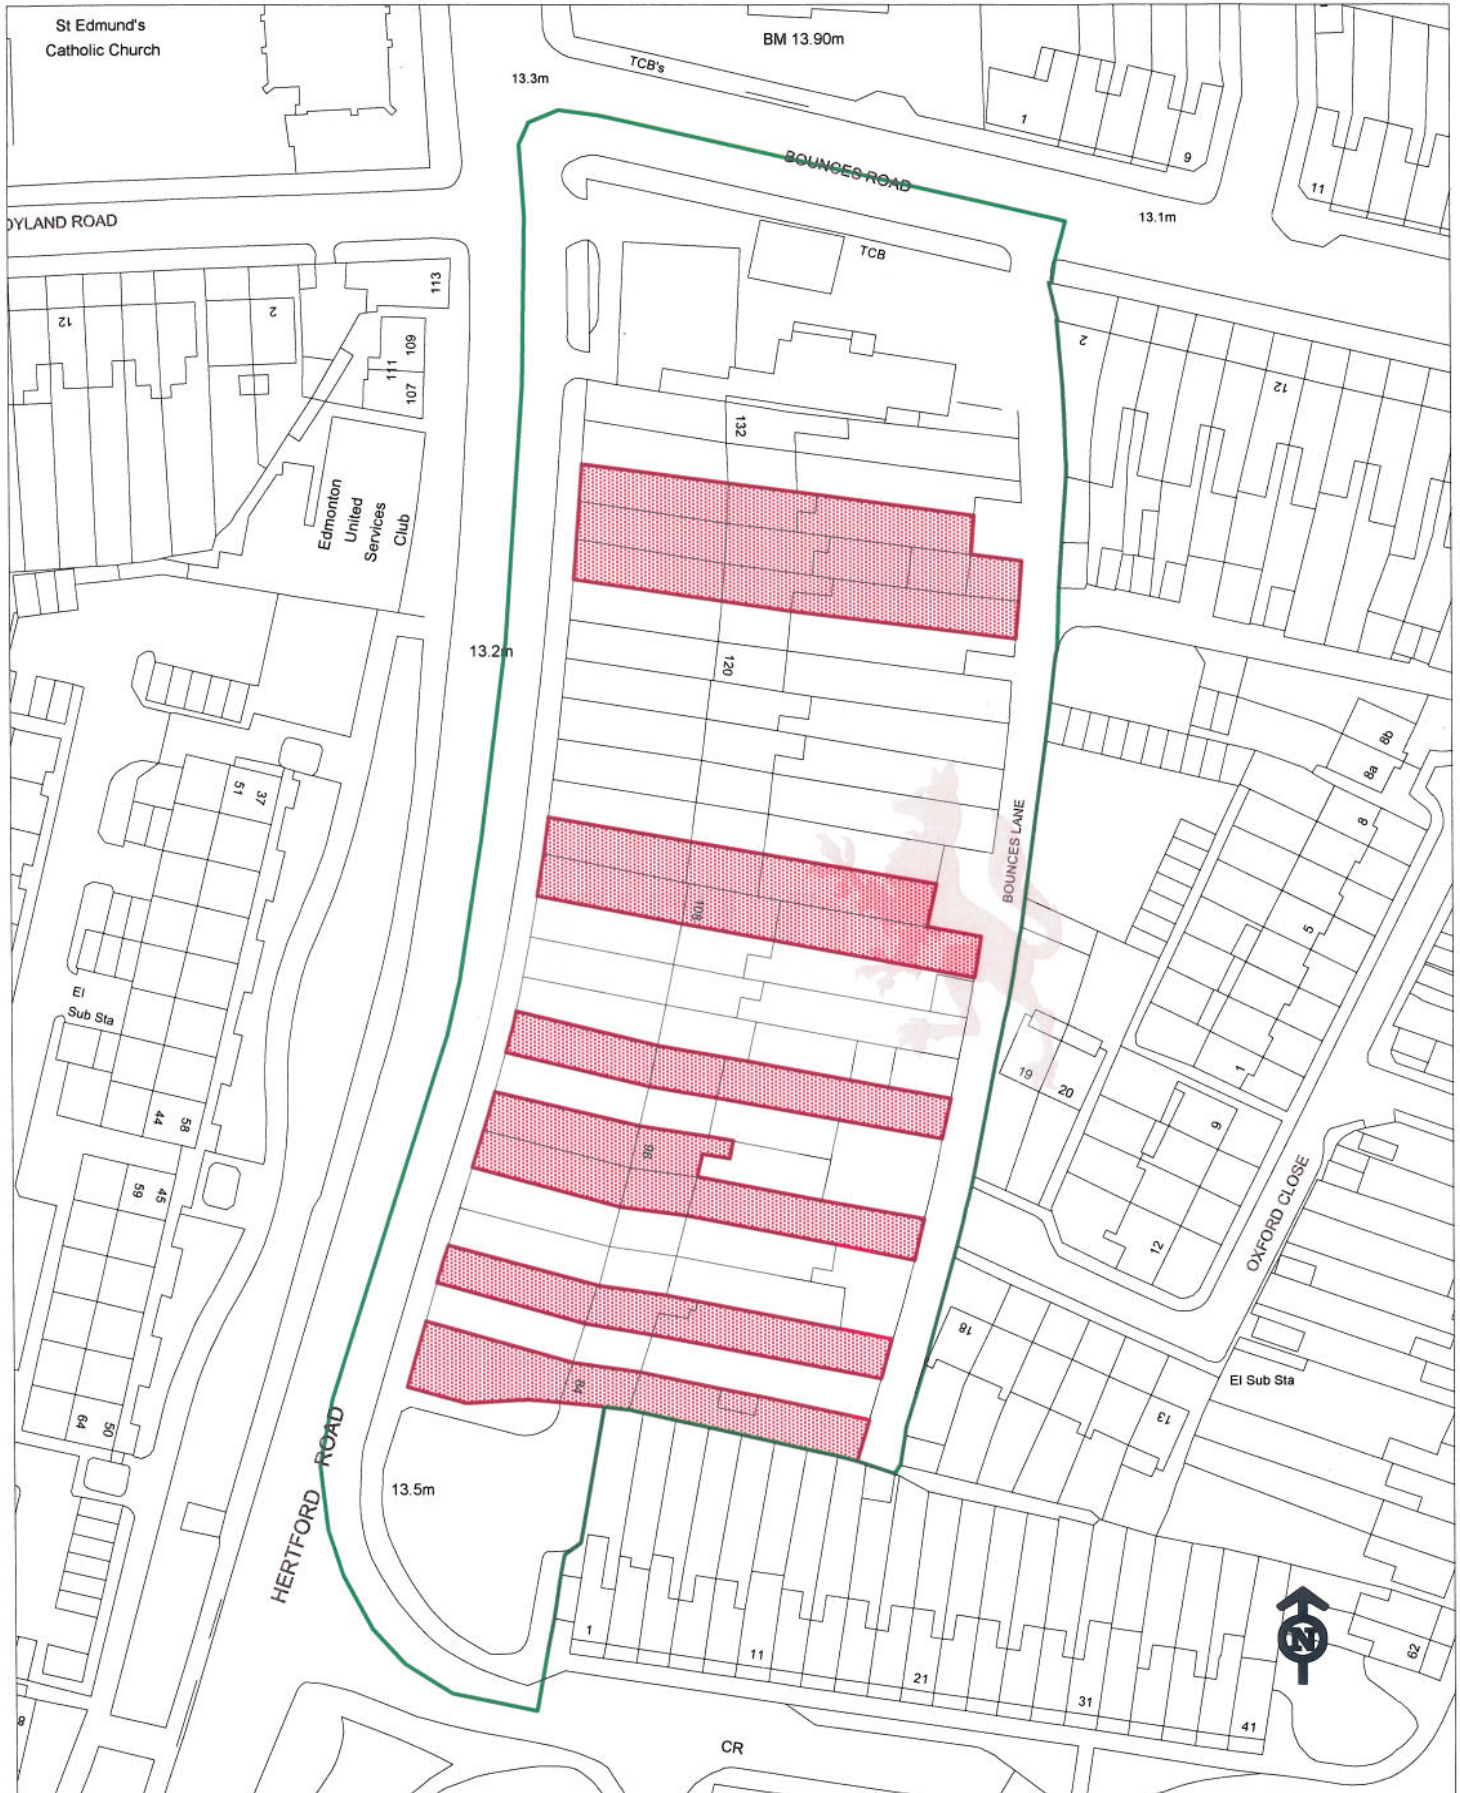 St Edmund's
Catholic Church
BM 13.90m
TCB's
13.3m
1
9
BOUNCES ROAD
11
13.1m
OYLAND ROAD
TCB
113
2
12
109
111
107
2
12
132
Edmonton
United
Services
Club
13.2m
120
8b
8a
51
37
8
BOUNCES LANE
108
5
El
Sub Sta
19
20
1
44
58
98
9
59
45
OXFORD CLOSE
12
18
El Sub Sta
84
13
64
50
HERTFORD ROAD
13.5m
1
11
21
31
41
N
62
8
CR